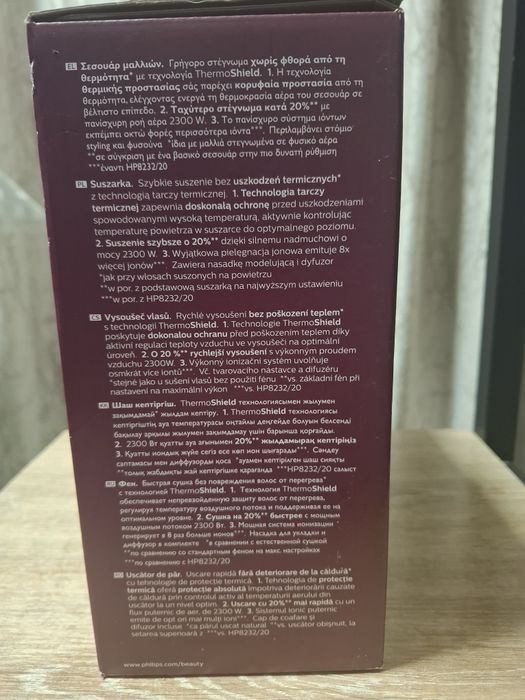 EL Σεσουάρ μαλλιών. Γρήγορο στέγνωμα χωρίς φθορά από τη
θερμότητα* με τεχνολογία ThermoShield. 1. Η τεχνολογία
θερμικής προστασίας σάς παρέχει κορυφαία προστασία από τη
θερμότητα, ελέγχοντας ενεργά τη θερμοκρασία αέρα του σεσουάρ σε
βέλτιστο επίπεδο. 2. Ταχύτερο στέγνωμα κατά 20%** με
πανίσχυρη ροή αέρα 2300 W. 3. Το πανίσχυρο σύστημα ιόντων
εκπέμπει οκτώ φορές περισσότερα ιόντα***. Περιλαμβάνει στόμιο
styling και φυσούνα *ίδια με μαλλιά στεγνωμένα σε φυσικό αέρα
**σε σύγκριση με ένα βασικό σεσουάρ στην πιο δυνατή ρύθμιση
***έναντι HP8232/20
PL Suszarka. Szybkie suszenie bez uszkodzeń termicznych*
z technologią tarczy termicznej. 1. Technologia tarczy
termicznej zapewnia doskonałą ochronę przed uszkodzeniami
spowodowanymi wysoką temperaturą, aktywnie kontrolując
temperaturę powietrza w suszarce do optymalnego poziomu.
2. Suszenie szybsze o 20%** dzięki silnemu nadmuchowi o
mocy 2300 W. 3. Wyjątkowa pielęgnacja jonowa emituje 8x
więcej jonów***. Zawiera nasadkę modelującą i dyfuzor
*jak przy włosach suszonych na powietrzu
**w por. z podstawową suszarką na najwyższym ustawieniu
***w por. z HP8232/20
CS Vysoušeč vlasů. Rychlé vysoušení bez poškození teplem*
s technologií ThermoShield. 1. Technologie ThermoShield
poskytuje dokonalou ochranu před poškozením teplem díky
aktivní regulaci teploty vzduchu ve vysoušeči na optimální
úroveň. 2. O 20 %** rychlejší vysoušení s výkonným proudem
vzduchu 2300W. 3. Výkonný ionizační systém uvolňuje
osmkrát více iontů***. Vč. tvarovacího nástavce a difuzéru
*stejné jako u sušení vlasů bez použití fénu **vs. základní fén při
nastavení na maximální výkon ***vs. HP8232/20
Шаш кептіргіш. ThermoShield технологиясымен жылумен
зақымдамай* жылдам кептіру. 1. ThermoShield технологиясы
кептіргіштің ауа температурасы оңтайлы деңгейде болуын белсенді
бақылау арқылы жылумен зақымдамау үшін барынша қорғайды.
2. 2300 Вт қуатты ауа ағынымен 20%** жылдамырақ кептіріңіз
3. Қуатты иондық жүйе сегіз есе көп ион шығарады***. Сәндеу
саптамасы мен диффузорды қоса *ауамен кептірілген шаш сияқты
**толық жабдықты жай кептіргішке қарағанда ***HP8232/20 салыст
RU Фен. Быстрая сушка без повреждения волос от перегрева*
с технологией ThermoShield. 1. Технология ThermoShield
обеспечивает непревзойденную защиту волос от перегрева,
регулируя температуру воздушного потока и поддерживая ее на
оптимальном уровне. 2. Сушка на 20%** быстрее с мощным
воздушным потоком 2300 Вт. 3. Мощная система ионизации
генерирует в 8 раз больше ионов***. Насадка для укладки и
диффузор в комплекте *в сравнении с естественной сушкой
**по сравнению со стандартным феном на макс. настройках
***по сравнению с HP8232/20
RO Uscător de păr. Uscare rapidă fără deteriorare de la căldură*
cu tehnologie de protecție termică. 1. Tehnologia de protecție
termică oferă protecție absolută împotriva deteriorării cauzate
de căldură prin controlul activ al temperaturii aerului din
uscător la un nivel optim. 2. Uscare cu 20%** mai rapidă cu un
flux puternic de aer, de 2300 W. 3. Sistemul Ionic puternic
emite de opt ori mai mulți ioni***. Cap de coafare și
difuzor incluse *ca părul uscat natural **vs. uscător obișnuit, la
setarea superioară z ***vs. HP8232/20
www.philips.com/beauty